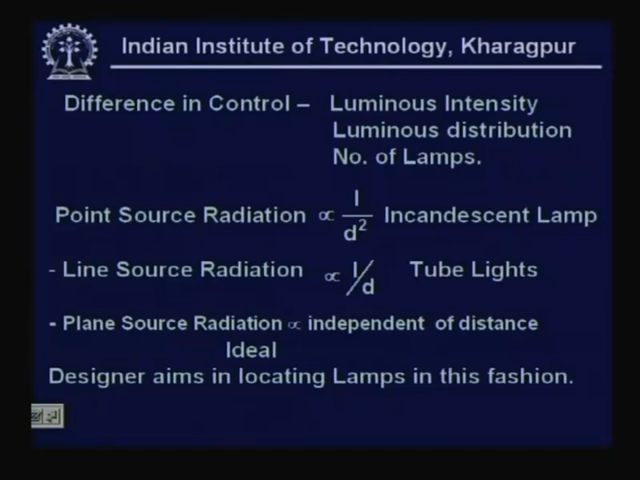 Indian Institute of Technology, Kharagpur
Difference in Control – Luminous Intensity
Luminous distribution
No. of Lamps.
Point Source Radiation ∝ I/d² Incandescent Lamp
- Line Source Radiation ∝ I/d Tube Lights
- Plane Source Radiation ∝ independent of distance
Ideal
Designer aims in locating Lamps in this fashion.